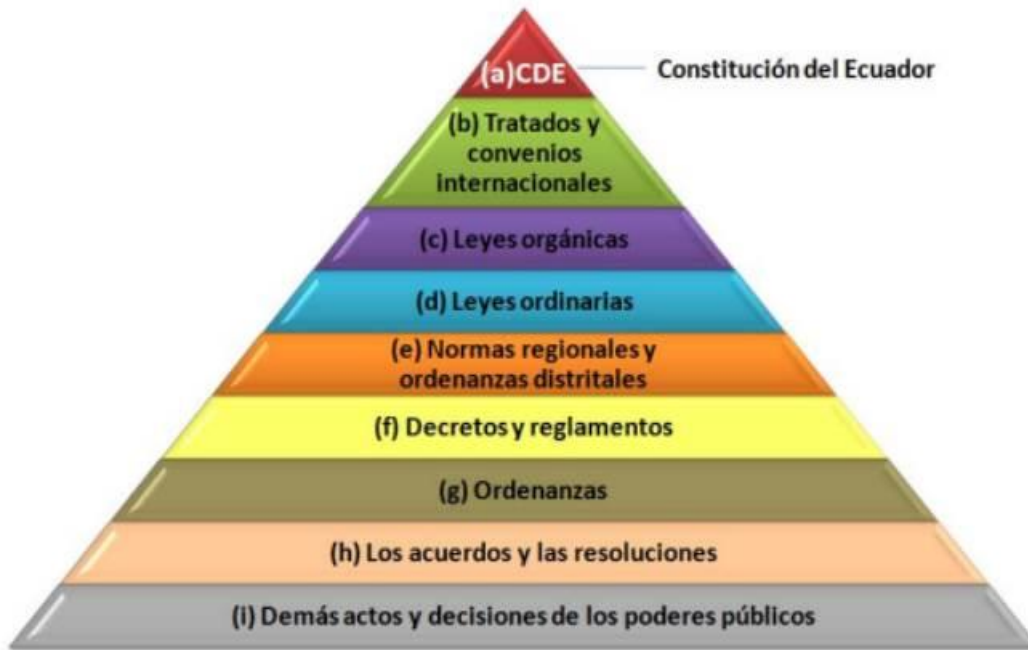 (a)CDE
Constitución del Ecuador
(b) Tratados y
convenios
internacionales
(c) Leyes orgánicas
(d) Leyes ordinarias
(e) Normas regionales y
ordenanzas distritales
(f) Decretos y reglamentos
(g) Ordenanzas
(h) Los acuerdos y las resoluciones
(i) Demás actos y decisiones de los poderes públicos